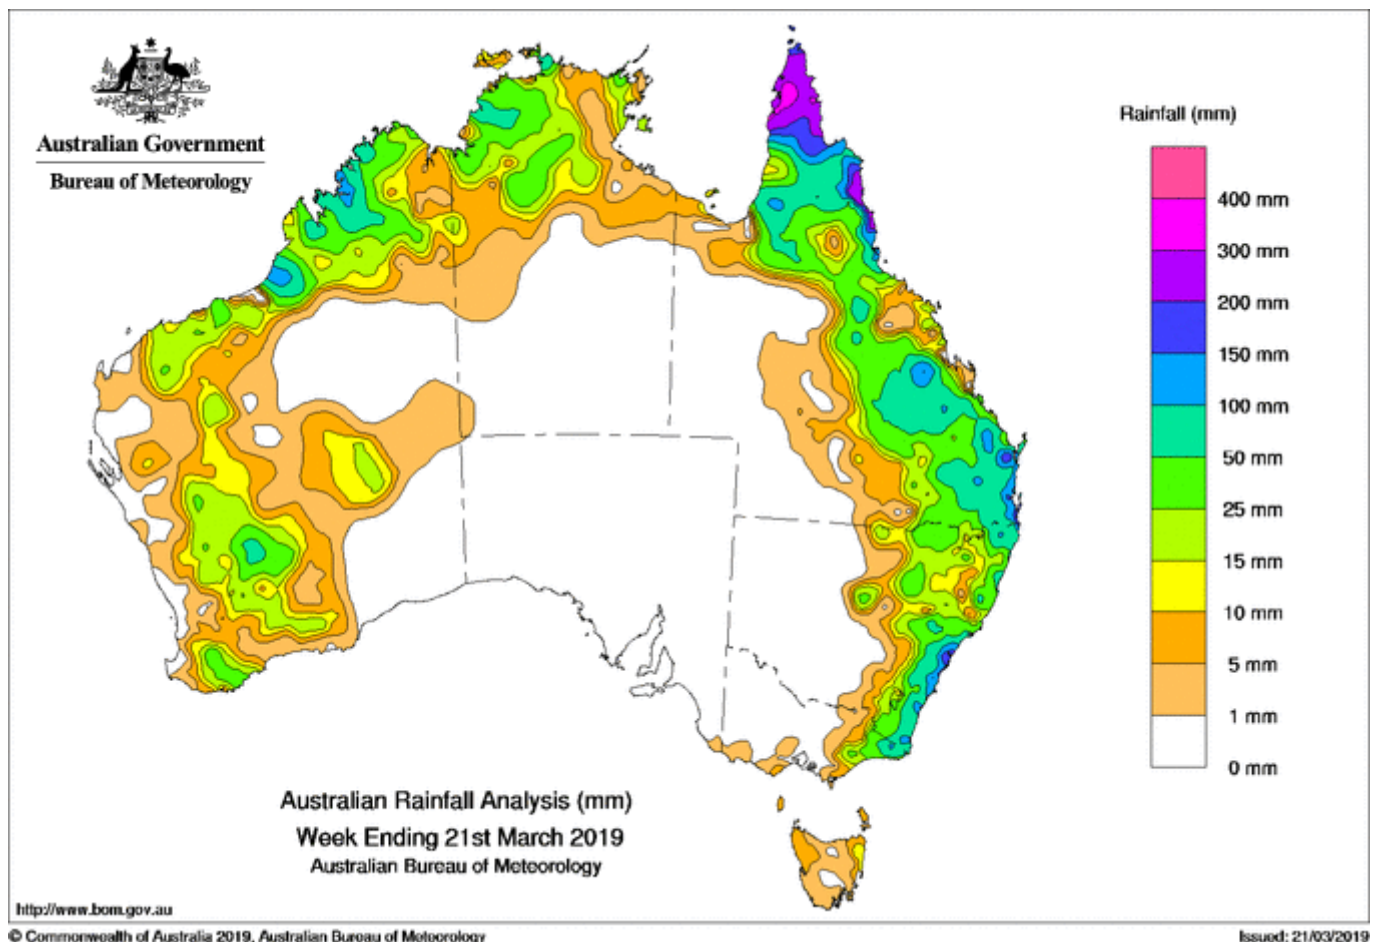 Australian Government
Bureau of Meteorology
Rainfall (mm)
400 mm
300 mm
200 mm
150 mm
100 mm
50 mm
25 mm
15 mm
10 mm
5 mm
1 mm
0 mm
Australian Rainfall Analysis (mm)
Week Ending 21st March 2019
Australian Bureau of Meteorology
http://www.bom.gov.au
© Commonwealth of Australia 2019, Australian Bureau of Meteorology
Issued: 21/03/2019